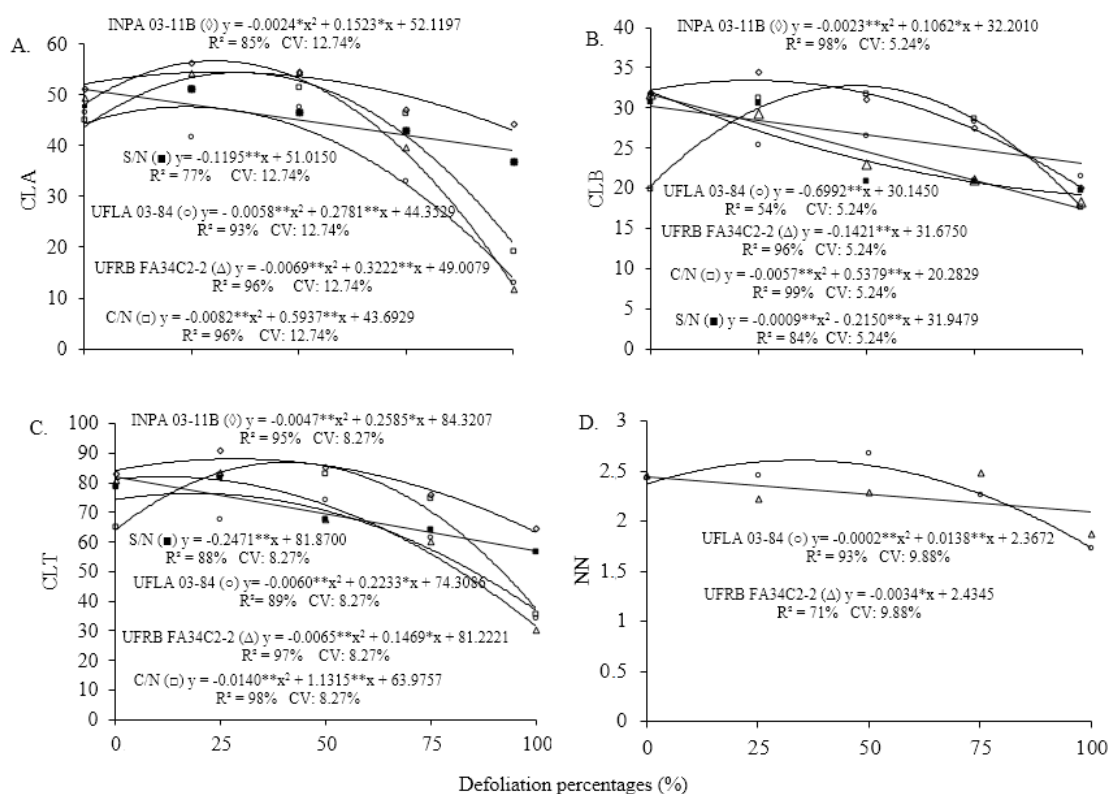 A.
INPA 03-11B (◊) y = -0.0024*x² + 0.1523*x + 52.1197
R² = 85% CV: 12.74%
60
50
40
30
20
10
0
CLA
S/N (■) y= -0.1195**x + 51.0150
R² = 77% CV: 12.74%
UFLA 03-84 (○) y= - 0.0058**x² + 0.2781**x + 44.3529
R² = 93% CV: 12.74%
UFRB FA34C2-2 (Δ) y = -0.0069**x² + 0.3222**x + 49.0079
R² = 96% CV: 12.74%
C/N (□) y= -0.0082**x² + 0.5937**x + 43.6929
R² = 96% CV: 12.74%
B.
INPA 03-11B (◊) y = -0.0023**x² + 0.1062*x + 32.2010
R² = 98% CV: 5.24%
40
35
30
25
20
15
10
5
0
CLB
UFLA 03-84 (○) y= -0.6992**x + 30.1450
R² = 54% CV: 5.24%
UFRB FA34C2-2 (Δ) y = -0.1421**x + 31.6750
R² = 96% CV: 5.24%
C/N (□) y = -0.0057**x² + 0.5379**x + 20.2829
R² = 99% CV: 5.24%
S/N (■) y = -0.0009**x² - 0.2150**x + 31.9479
R² = 84% CV: 5.24%
C.
INPA 03-11B (◊) y = -0.0047**x² + 0.2585*x + 84.3207
R² = 95% CV: 8.27%
100
90
80
70
60
50
40
30
20
10
0
CLT
S/N (■) y = -0.2471**x + 81.8700
R² = 88% CV: 8.27%
UFLA 03-84 (○) y= -0.0060**x² + 0.2233*x + 74.3086
R² = 89% CV: 8.27%
UFRB FA34C2-2 (Δ) y = -0.0065**x² + 0.1469*x + 81.2221
R² = 97% CV: 8.27%
C/N (□) y = -0.0140**x² + 1.1315**x + 63.9757
R² = 98% CV: 8.27%
0 25 50 75 100
D.
3
2.5
2
1.5
1
0.5
0
NN
UFLA 03-84 (○) y = -0.0002**x² + 0.0138**x + 2.3672
R² = 93% CV: 9.88%
UFRB FA34C2-2 (Δ) y = -0.0034*x + 2.4345
R² = 71% CV: 9.88%
0 25 50 75 100
Defoliation percentages (%)